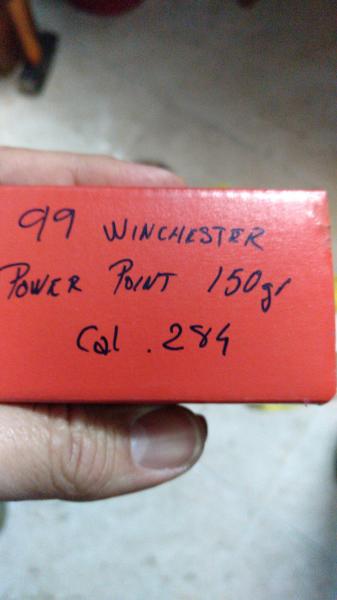 99 WINCHESTER
POWER POINT 150gr
Cal .284